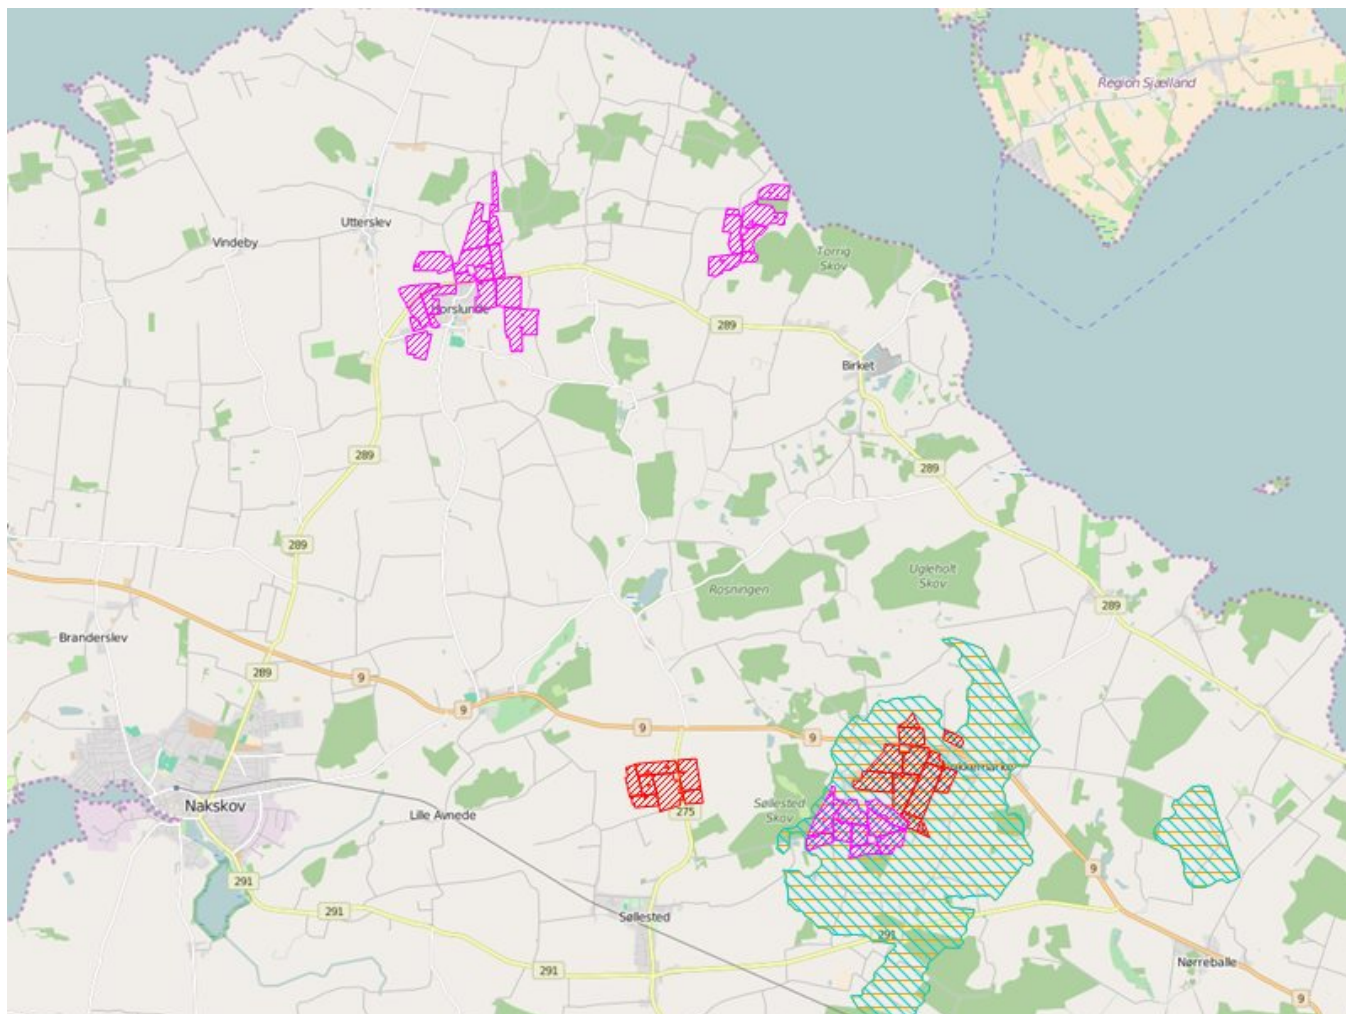 Region Sjælland
Utterslev
Vindeby
Torrig
Skov
Horslunde
289
Birket
289
289
289
Ugleholt
Skov
Rosningen
289
Branderslev
289
9
9
9
9
Nakskov
Lille Avnede
Søllested
Skov
275
9
291
291
Søllested
291
291
Nørreballe
9